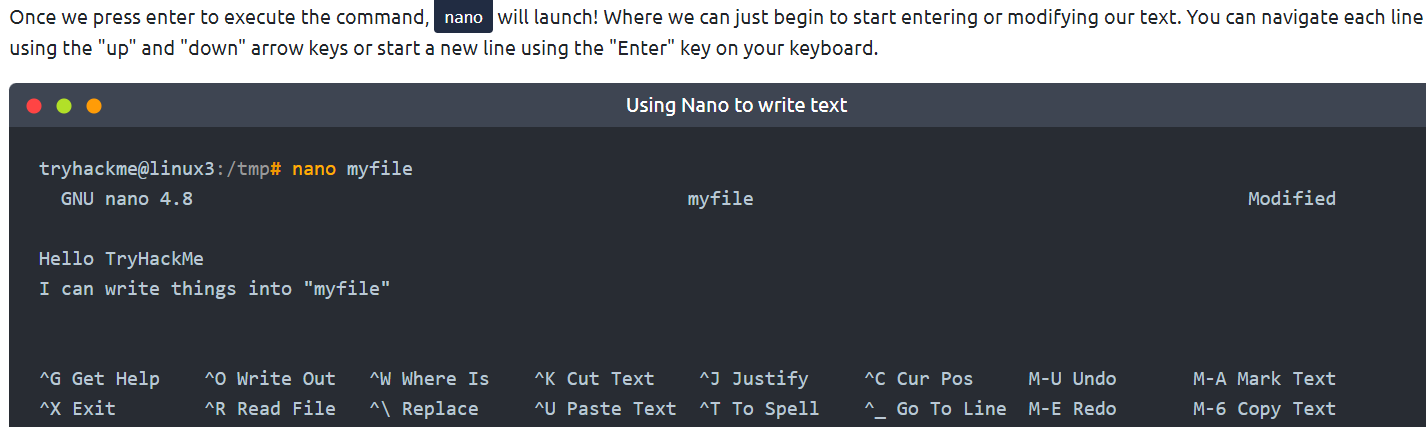 Once we press enter to execute the command, nano will launch! Where we can just begin to start entering or modifying our text. You can navigate each line
using the "up" and "down" arrow keys or start a new line using the "Enter" key on your keyboard.
Using Nano to write text
tryhackme@linux3:/tmp# nano myfile
GNU nano 4.8 myfile Modified
Hello TryHackMe
I can write things into "myfile"
^G Get Help ^O Write Out ^W Where Is ^K Cut Text ^J Justify ^C Cur Pos M-U Undo M-A Mark Text
^X Exit ^R Read File ^\ Replace ^U Paste Text ^T To Spell ^_ Go To Line M-E Redo M-6 Copy Text